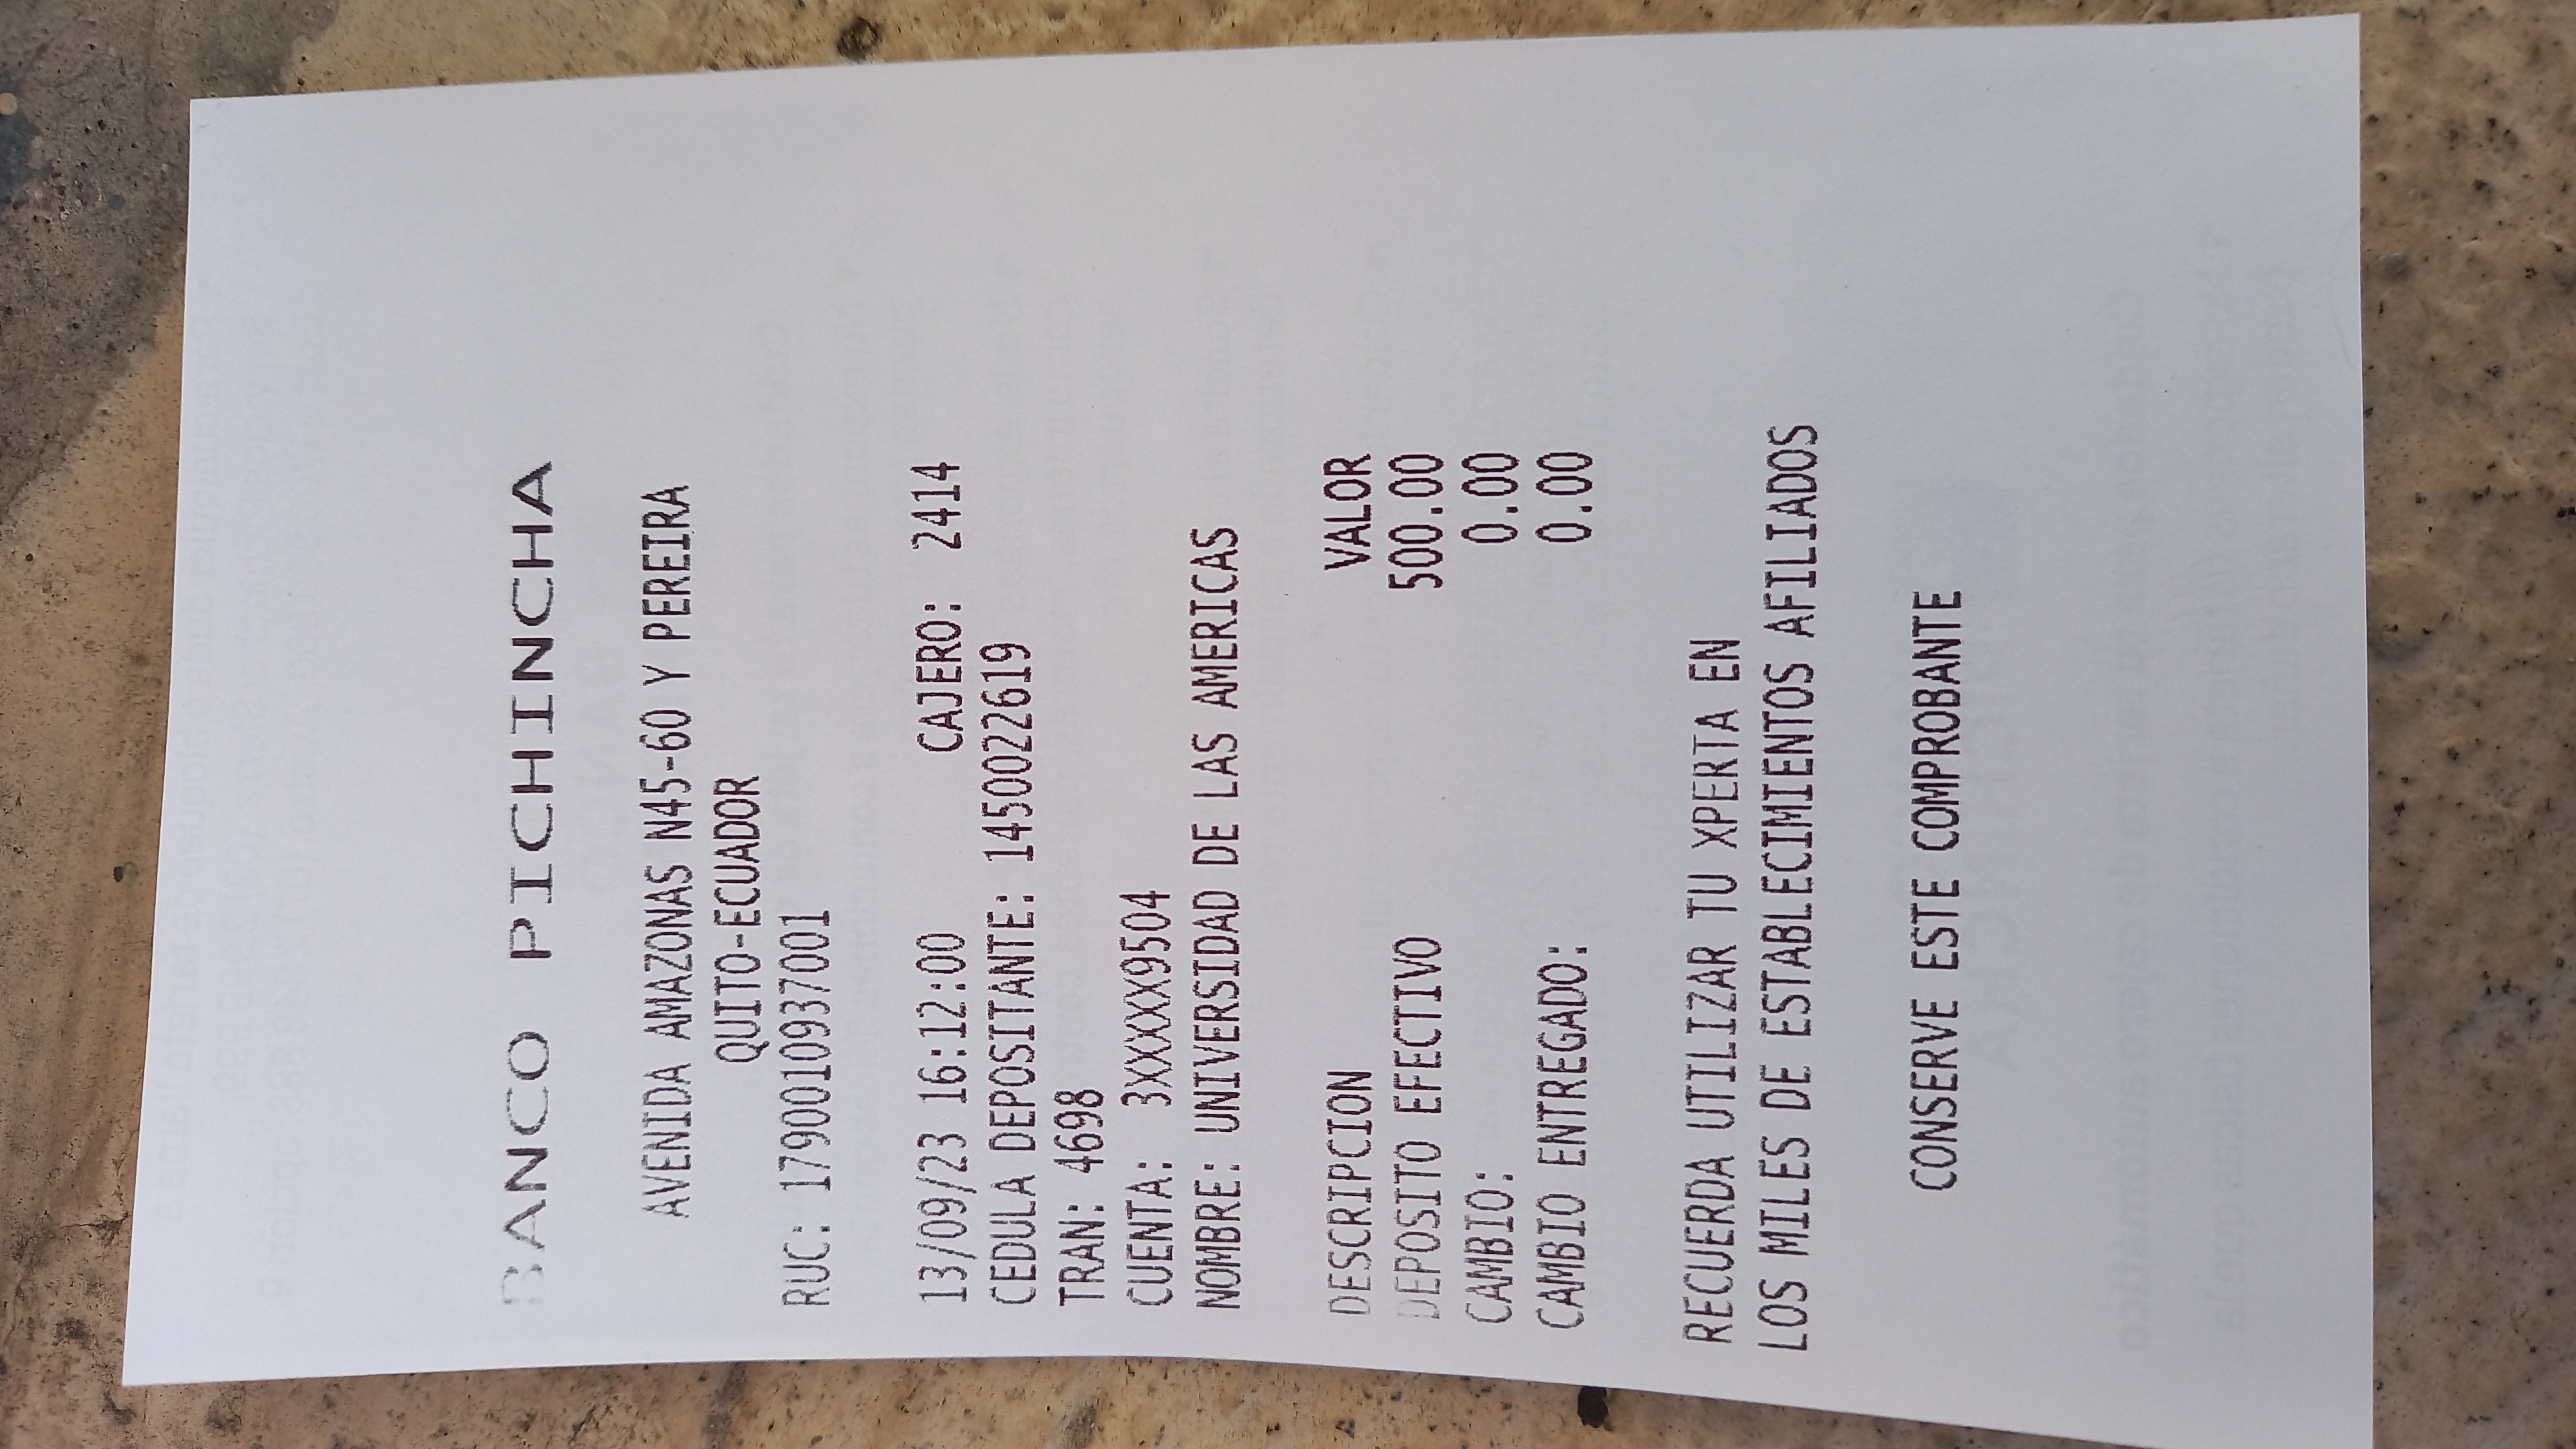 BANCO PICHINCHA
AVENIDA AMAZONAS N45-60 Y PEREIRA
QUITO-ECUADOR
RUC: 1790010937001
13/09/23 16:12:00 CAJERO: 2414
CEDULA DEPOSITANTE: 1450022619
TRAN: 4698
CUENTA: 3XXXXX9504
NOMBRE: UNIVERSIDAD DE LAS AMERICAS
DESCRIPCION VALOR
DEPOSITO EFECTIVO 500.00
CAMBIO: 0.00
CAMBIO ENTREGADO: 0.00
RECUERDA UTILIZAR TU XPERTA EN
LOS MILES DE ESTABLECIMIENTOS AFILIADOS
CONSERVE ESTE COMPROBANTE